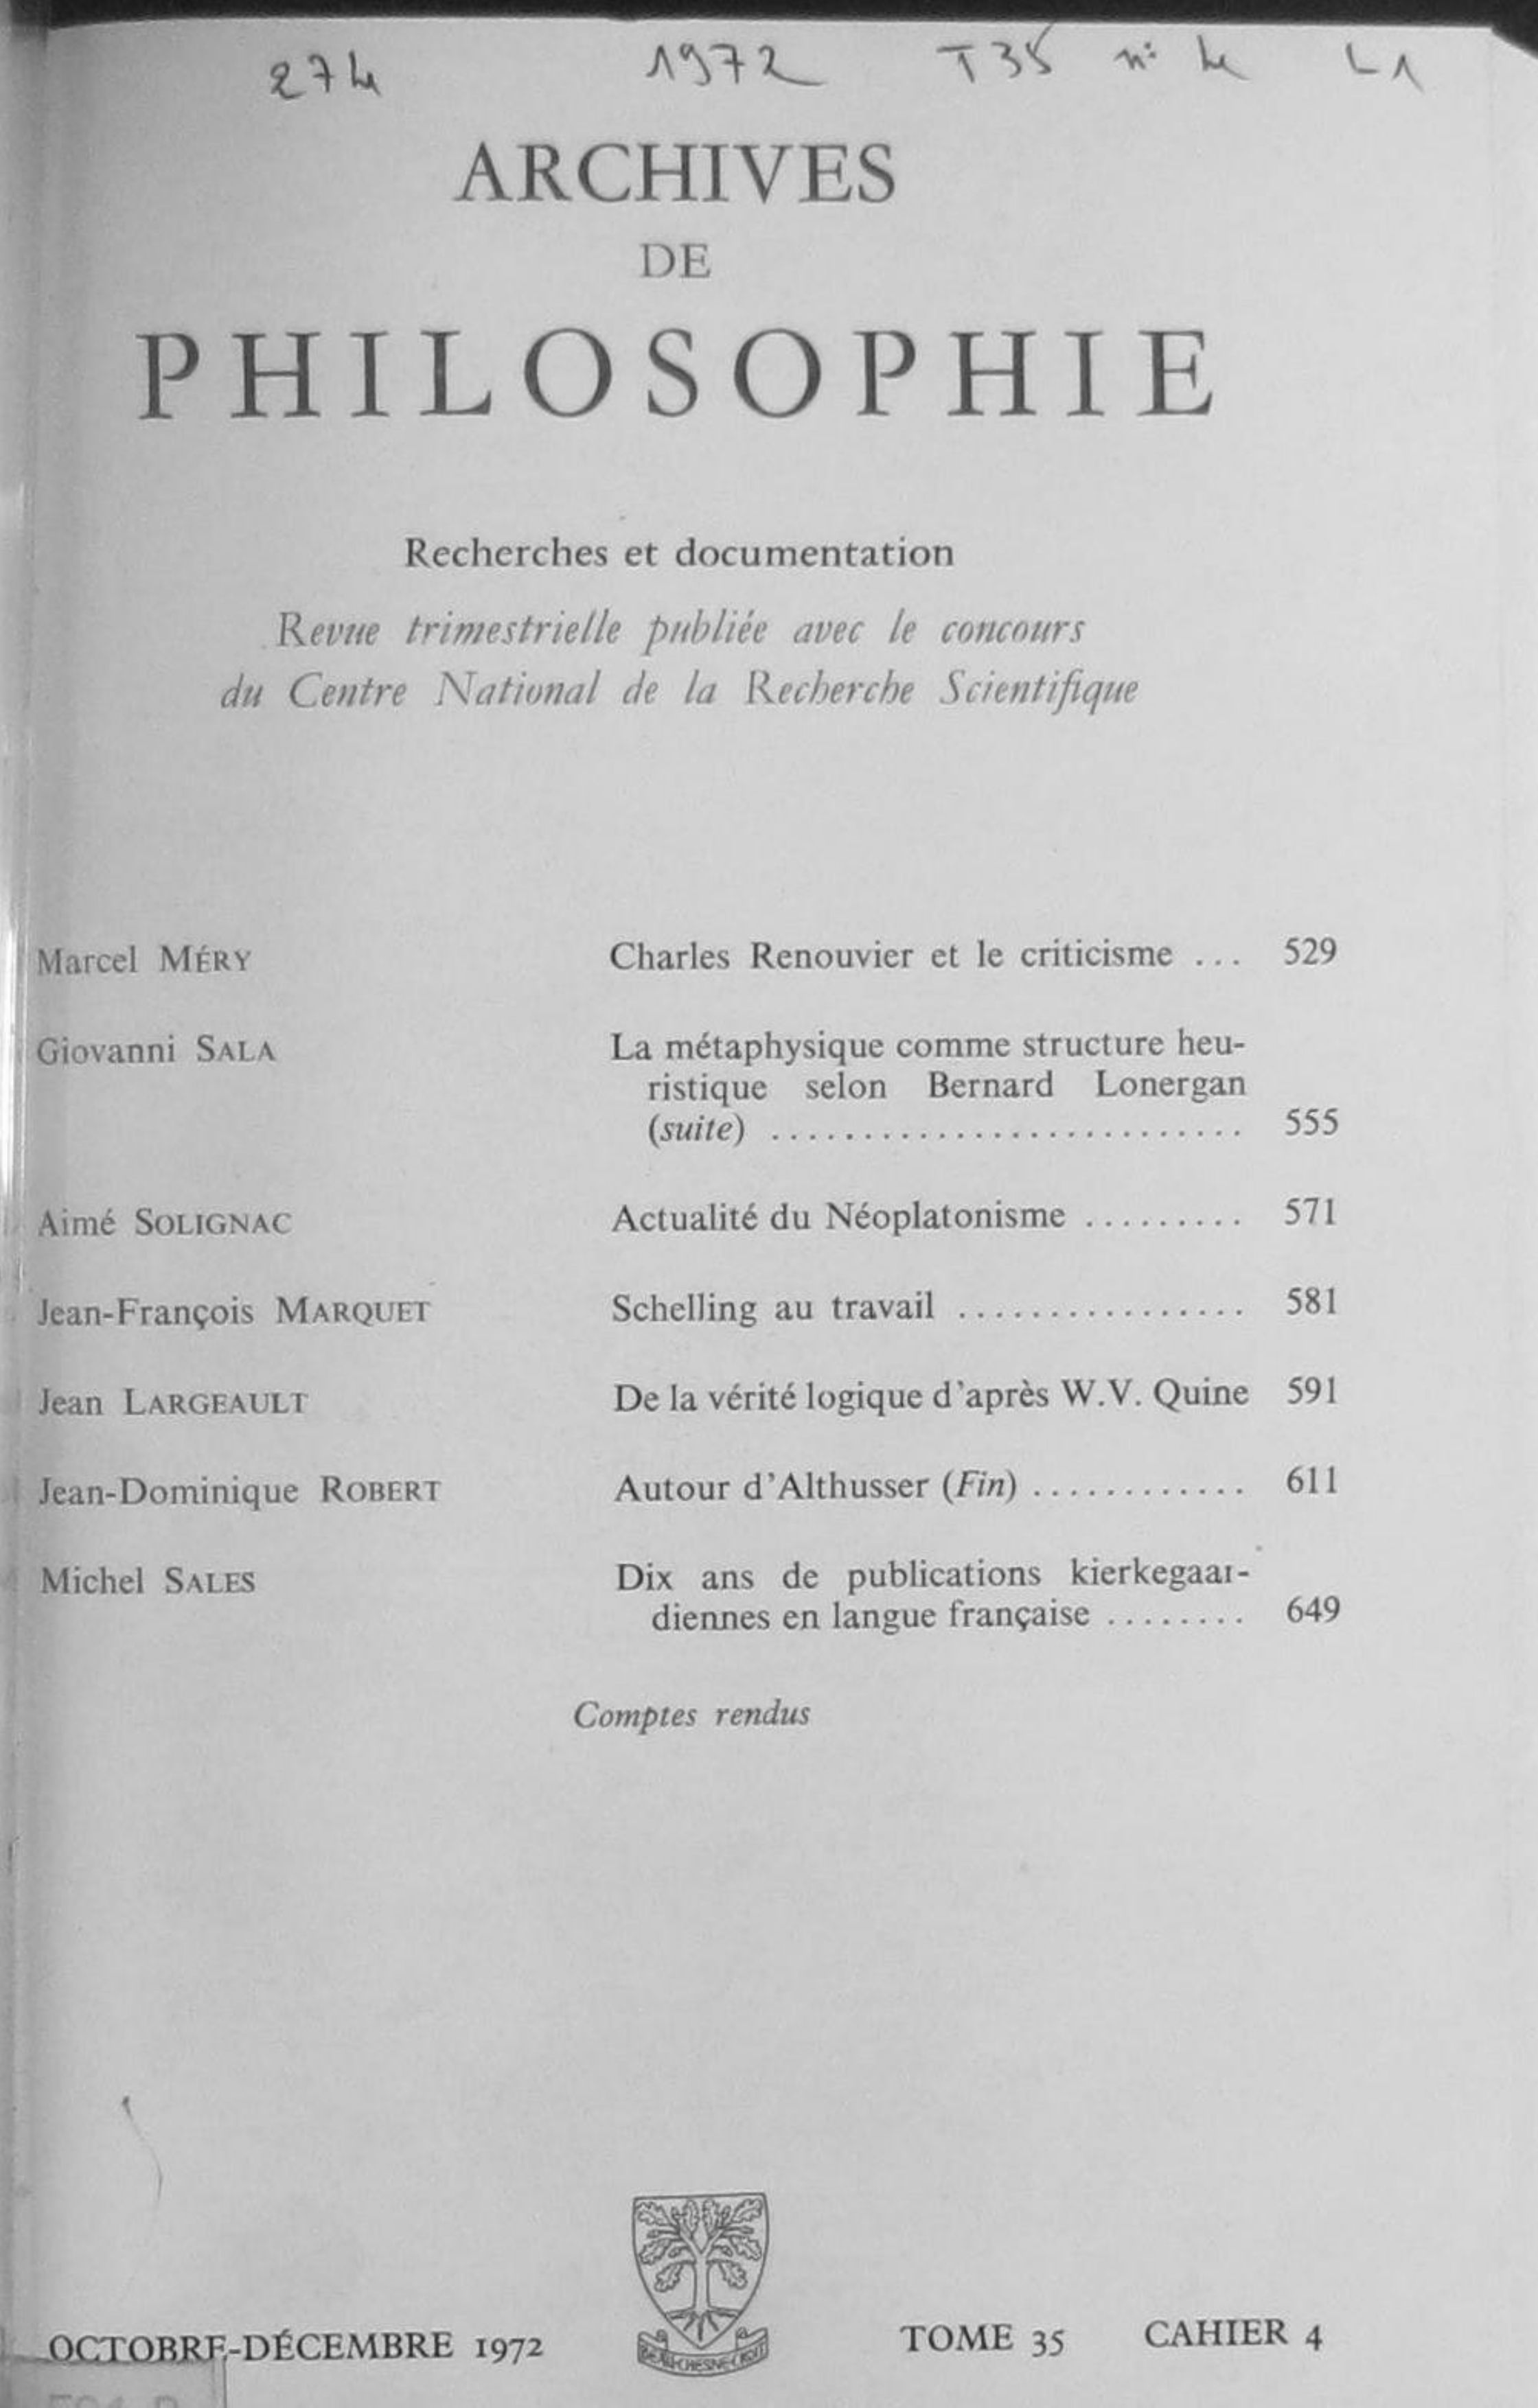 274 1972 T35 n° 4 L1
ARCHIVES
DE
PHILOSOPHIE
Recherches et documentation
Revue trimestrielle publiée avec le concours
du Centre National de la Recherche Scientifique
Marcel MÉRY Charles Renouvier et le criticisme ... 529
Giovanni SALA La métaphysique comme structure heu-
ristique selon Bernard Lonergan
(suite) .......................... 555
Aimé SOLIGNAC Actualité du Néoplatonisme ......... 571
Jean-François MARQUET Schelling au travail ................ 581
Jean LARGEAULT De la vérité logique d'après W.V. Quine 591
Jean-Dominique ROBERT Autour d'Althusser (Fin) ............ 611
Michel SALES Dix ans de publications kierkegaar-
diennes en langue française ........ 649
Comptes rendus
OCTOBRE-DÉCEMBRE 1972 TOME 35 CAHIER 4